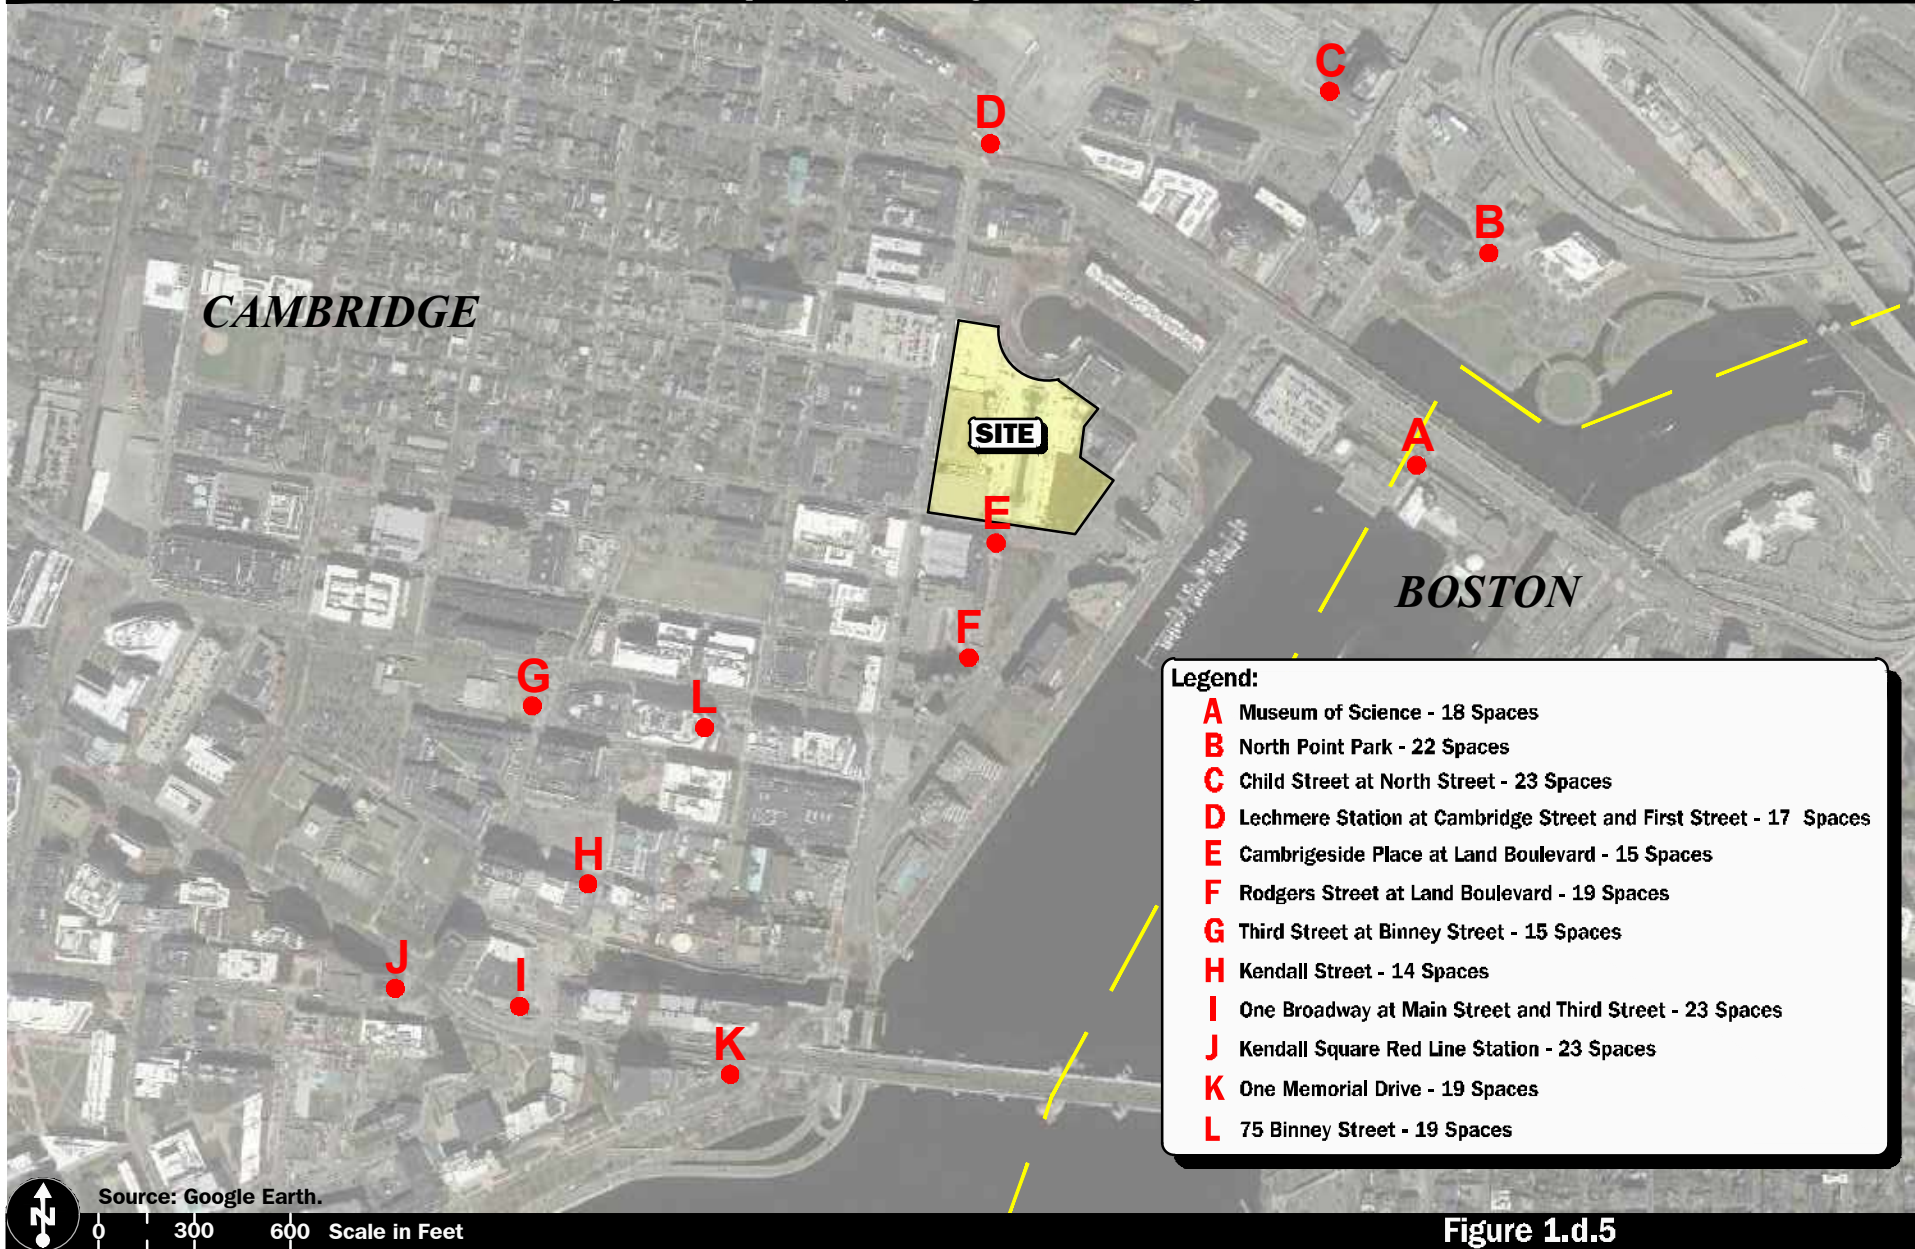 C
D
B
CAMBRIDGE
SITE
A
E
BOSTON
F
G
L
H
J
I
K
Legend:
A Museum of Science - 18 Spaces
B North Point Park - 22 Spaces
C Child Street at North Street - 23 Spaces
D Lechmere Station at Cambridge Street and First Street - 17 Spaces
E Cambrigeside Place at Land Boulevard - 15 Spaces
F Rodgers Street at Land Boulevard - 19 Spaces
G Third Street at Binney Street - 15 Spaces
H Kendall Street - 14 Spaces
I One Broadway at Main Street and Third Street - 23 Spaces
J Kendall Square Red Line Station - 23 Spaces
K One Memorial Drive - 19 Spaces
L 75 Binney Street - 19 Spaces
N
Source: Google Earth.
0 300 600 Scale in Feet
Figure 1.d.5